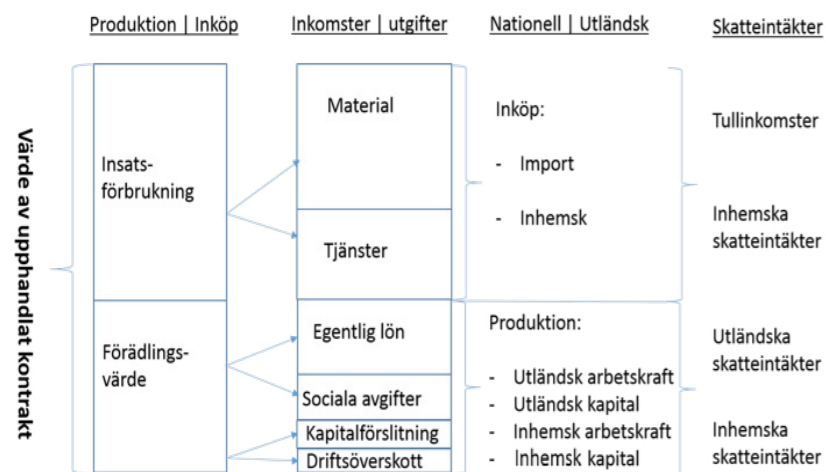 Produktion | Inköp
Inkomster | utgifter
Nationell | Utländsk
Skatteintäkter
Värde av upphandlat kontrakt
Insats-
förbrukning
Förädlings-
värde
Material
Tjänster
Egentlig lön
Sociala avgifter
Kapitalförslitning
Driftsöverskott
Inköp:
- Import
- Inhemsk
Produktion:
- Utländsk arbetskraft
- Utländsk kapital
- Inhemsk arbetskraft
- Inhemsk kapital
Tullinkomster
Inhemska
skatteintäkter
Utländska
skatteintäkter
Inhemska
skatteintäkter